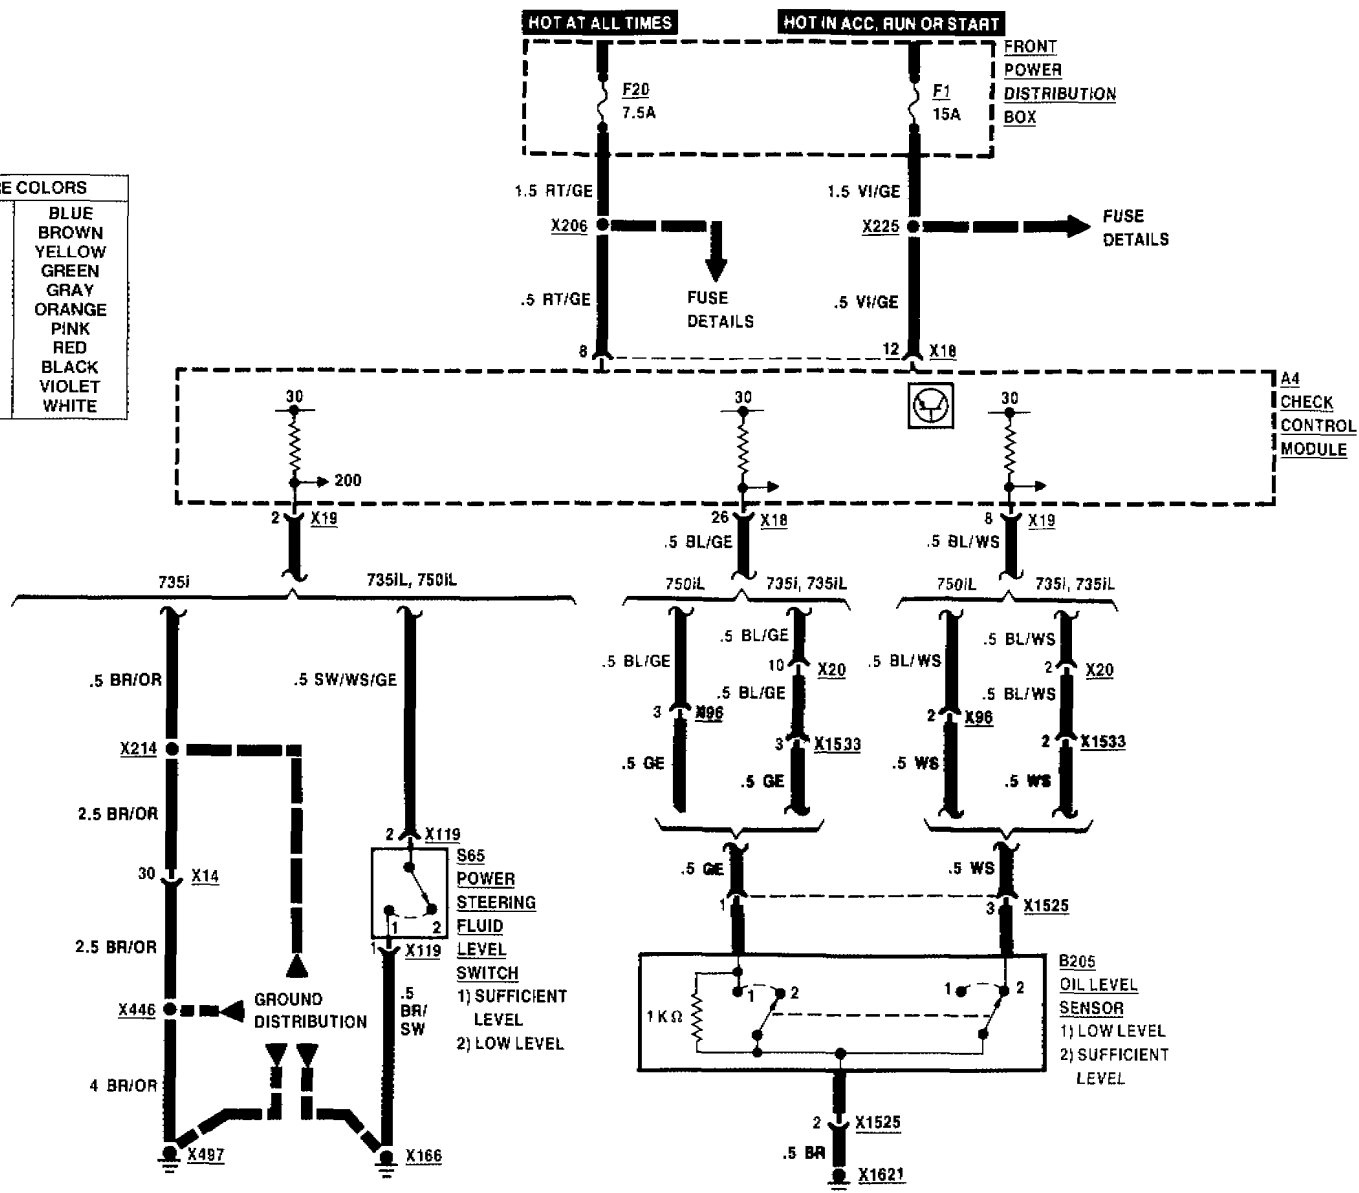 HOT AT ALL TIMES
HOT IN ACC, RUN OR START
FRONT
POWER
DISTRIBUTION
BOX
F20
7.5A
F1
15A
RE COLORS
BLUE
BROWN
YELLOW
GREEN
GRAY
ORANGE
PINK
RED
BLACK
VIOLET
WHITE
1.5 RT/GE
1.5 VI/GE
X206
X225
FUSE
DETAILS
.5 RT/GE
FUSE
DETAILS
.5 VI/GE
8
12
X18
A4
CHECK
CONTROL
MODULE
30
30
30
200
2
X19
26
X18
8
X19
.5 BL/GE
.5 BL/WS
735i
735iL, 750iL
750iL
735i, 735iL
750iL
735i, 735iL
.5 BR/OR
.5 SW/WS/GE
.5 BL/GE
.5 BL/GE
10
X20
.5 BL/GE
.5 BL/WS
.5 BL/WS
2
X20
.5 BL/WS
3
X96
3
X1533
2
X96
2
X1533
X214
.5 GE
.5 GE
.5 WS
.5 WS
2.5 BR/OR
2
X119
30
X14
S65
POWER
STEERING
FLUID
LEVEL
SWITCH
1) SUFFICIENT
LEVEL
2) LOW LEVEL
1
2
1
X119
.5 GE
.5 WS
1
3
X1525
2.5 BR/OR
.5
BR/
SW
X446
GROUND
DISTRIBUTION
1KΩ
1
2
1
2
B205
OIL LEVEL
SENSOR
1) LOW LEVEL
2) SUFFICIENT
LEVEL
4 BR/OR
X497
X166
2
X1525
.5 BR
X1621